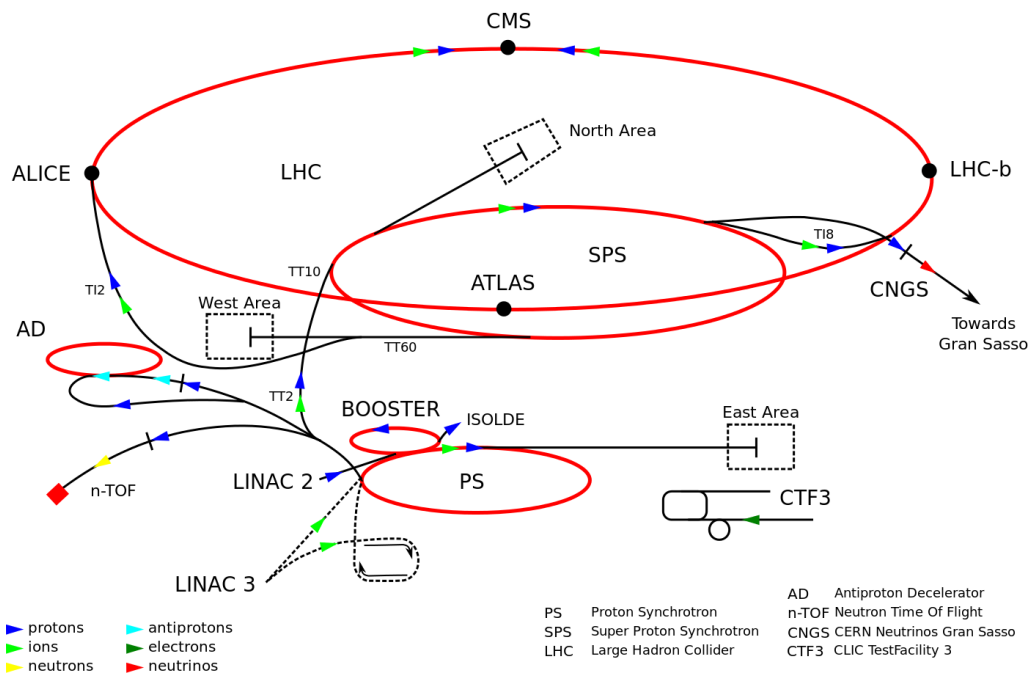 CMS
North Area
ALICE
LHC
LHC-b
TI8
SPS
TT10
ATLAS
CNGS
TI2
West Area
Towards
Gran Sasso
AD
TT60
TT2
BOOSTER
ISOLDE
East Area
LINAC 2
PS
n-TOF
CTF3
LINAC 3
protons
antiprotons
ions
electrons
neutrons
neutrinos
PS Proton Synchrotron
SPS Super Proton Synchrotron
LHC Large Hadron Collider
AD Antiproton Decelerator
n-TOF Neutron Time Of Flight
CNGS CERN Neutrinos Gran Sasso
CTF3 CLIC TestFacility 3